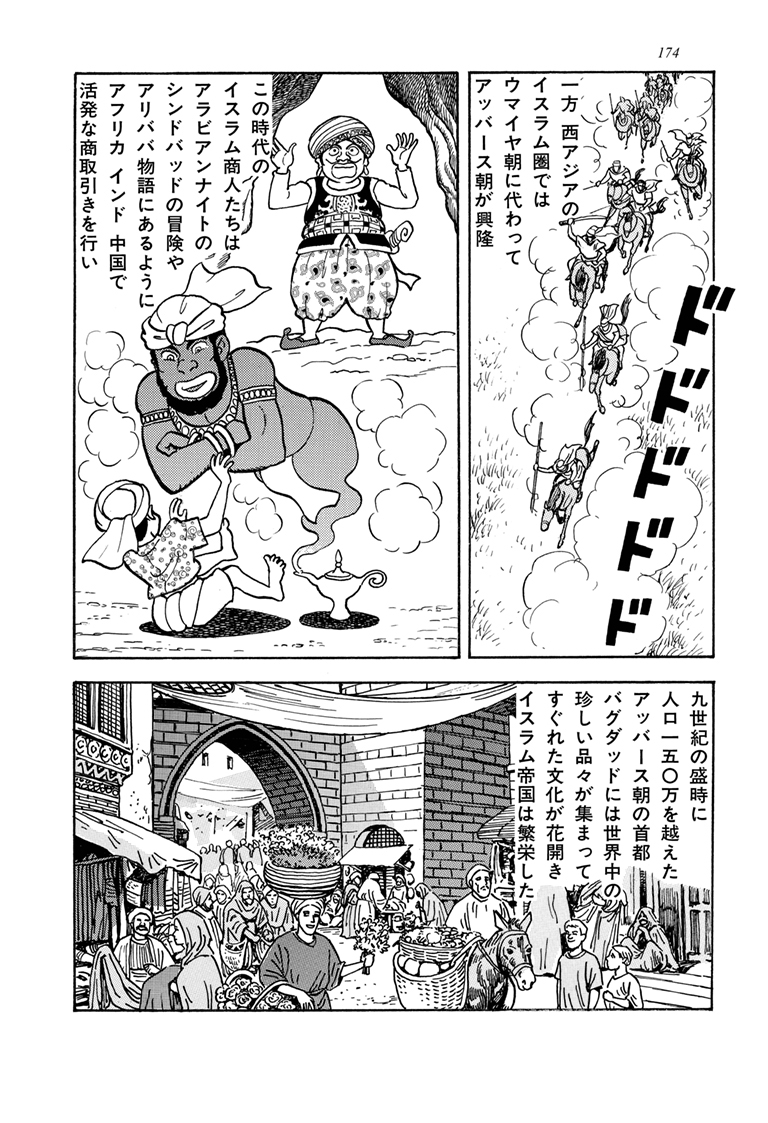 174
一方 西アジアの
イスラム圏では
ウマイヤ朝に代わって
アッバース朝が興隆
ドドドドド
この時代の
イスラム商人たちは
アラビアンナイトの
シンドバッドの冒険や
アリババ物語にあるように
アフリカ インド 中国で
活発な商取引きを行い
九世紀の盛時に
人口一五〇万を越えた
アッバース朝の首都
バグダッドには世界中の
珍しい品々が集まって
すぐれた文化が花開き
イスラム帝国は繁栄した